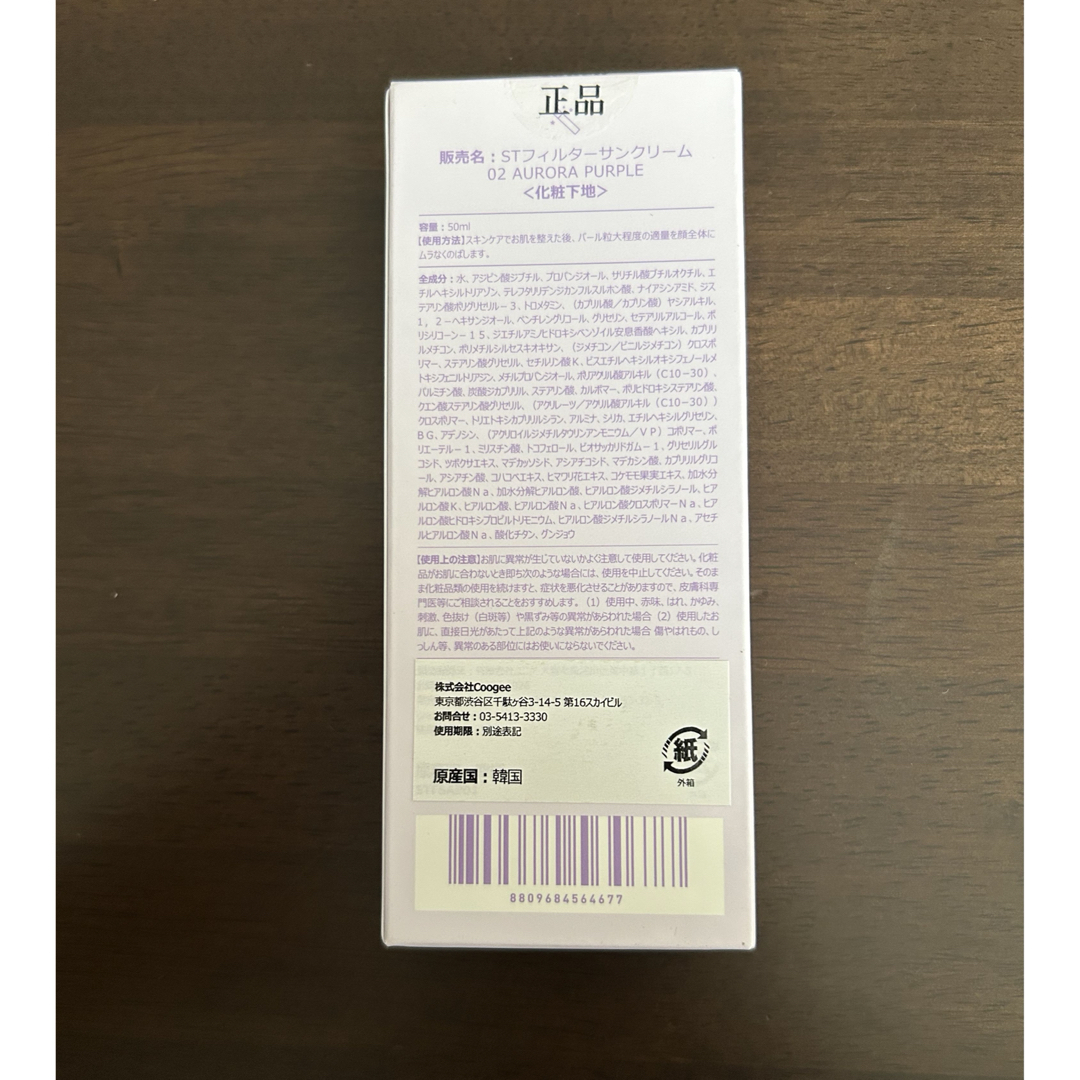 正品
販売名：STフィルターサンクリーム
02 AURORA PURPLE
＜化粧下地＞
容量：50ml
【使用方法】スキンケアでお肌を整えた後、パール粒大程度の適量を顔全体に
ムラなくのばします。
全成分：水、アジピン酸ジブチル、プロパンジオール、サリチル酸ブチルオクチル、エ
チルヘキシルトリアゾン、テレフタリリデンジカンフルスルホン酸、ナイアシンアミド、ジス
テアリン酸ポリグリセリル－3、トロメタミン、（カプリル酸／カプリン酸）ヤシアルキル、
1，2－ヘキサンジオール、ペンチレングリコール、グリセリン、セテアリルアルコール、ポ
リシリコーン－15、ジエチルアミノヒドロキシベンゾイル安息香酸ヘキシル、カプリリ
ルメチコン、ポリメチルシルセスキオキサン、（ジメチコン／ビニルジメチコン）クロスポ
リマー、ステアリン酸グリセリル、セチルリン酸K、ビスエチルヘキシルオキシフェノールメ
トキシフェニルトリアジン、メチルプロパンジオール、ポリアクリル酸アルキル（C10－30）、
パルミチン酸、炭酸ジカプリリル、ステアリン酸、カルボマー、ポリヒドロキシステアリン酸、
クエン酸ステアリン酸グリセリル、（アクリレーツ／アクリル酸アルキル（C10－30））
クロスポリマー、トリエトキシカプリリルシラン、アルミナ、シリカ、エチルヘキシルグリセリン、
BG、アデノシン、（アクリロイルジメチルタウリンアンモニウム／VP）コポリマー、ポ
リエーテル－1、ミリスチン酸、トコフェロール、ビオサッカリドガム－1、グリセリルグル
コシド、ツボクサエキス、マデカッソシド、アシアチコシド、マデカシン酸、カプリリルグリコ
ール、アシアチン酸、コハコベエキス、ヒマワリ花エキス、コケモモ果実エキス、加水分
解ヒアルロン酸Na、加水分解ヒアルロン酸、ヒアルロン酸ジメチルシラノール、ヒア
ルロン酸K、ヒアルロン酸、ヒアルロン酸Na、ヒアルロン酸クロスポリマーNa、ヒア
ルロン酸ヒドロキシプロピルトリモニウム、ヒアルロン酸ジメチルシラノールNa、アセチ
ルヒアルロン酸Na、酸化チタン、グンジョウ
【使用上の注意】お肌に異常が生じていないかよく注意して使用してください。化粧
品がお肌に合わないとき即ち次のような場合には、使用を中止してください。そのま
ま化粧品類の使用を続けますと、症状を悪化させることがありますので、皮膚科専
門医等にご相談されることをおすすめします。（1）使用中、赤味、はれ、かゆみ、
刺激、色抜け（白斑等）や黒ずみ等の異常があらわれた場合（2）使用したお
肌に、直接日光があたって上記のような異常があらわれた場合 傷やはれもの、し
っしん等、異常のある部位にはお使いにならないでください。
株式会社Coogee
東京都渋谷区千駄ヶ谷3-14-5 第16スカイビル
お問合せ：03-5413-3330
使用期限：別途表記
原産国：韓国
紙
外箱
8809684564677